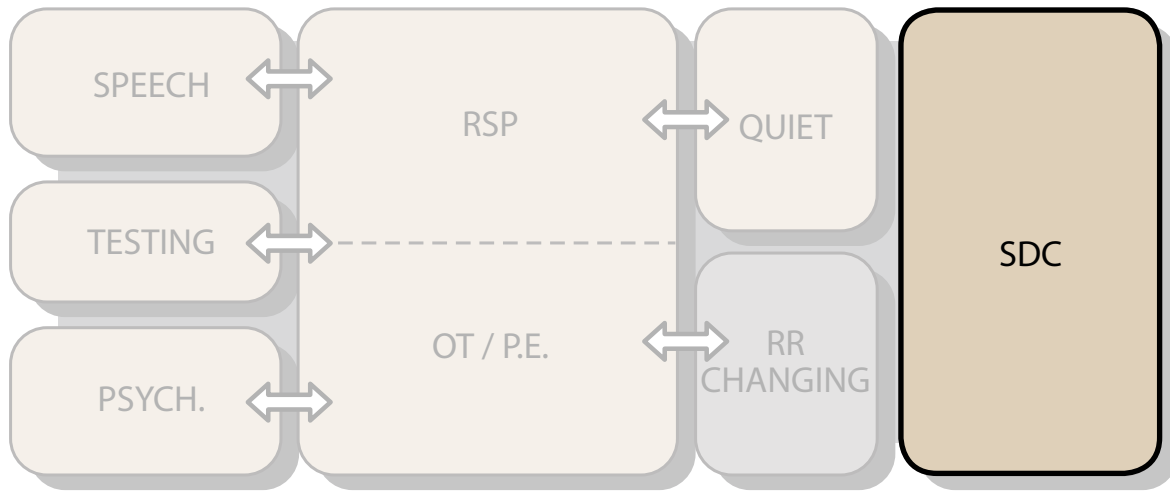 SPEECH
RSP
QUIET
TESTING
SDC
OT / P.E.
RR
CHANGING
PSYCH.